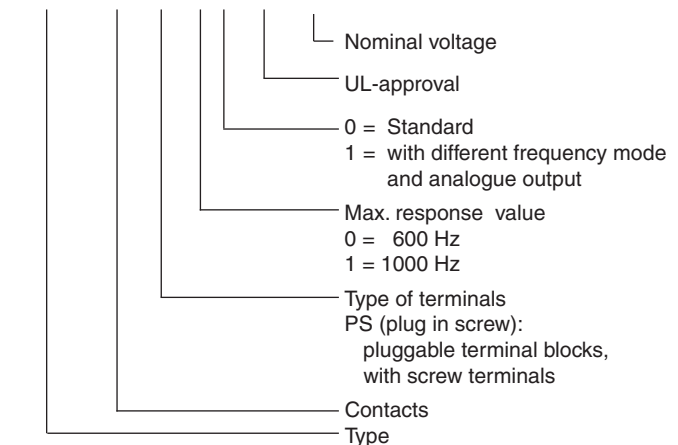 Nominal voltage
UL-approval
0 = Standard
1 = with different frequency mode
and analogue output
Max. response value
0 = 600 Hz
1 = 1000 Hz
Type of terminals
PS (plug in screw):
pluggable terminal blocks,
with screw terminals
Contacts
Type